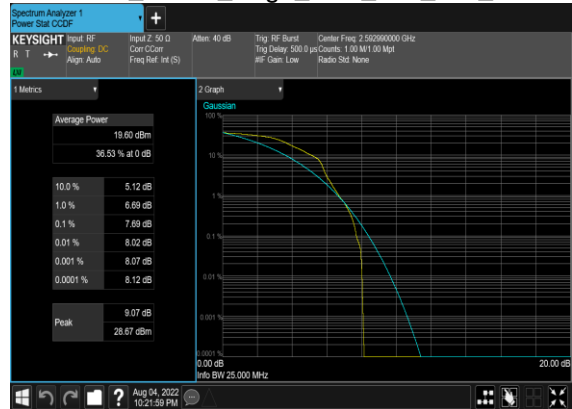 Spectrum Analyzer 1
Power Stat CCDF
KEYSIGHT
R T
LXI
Input: RF
Coupling: DC
Align: Auto
Input Z: 50 Ω
Corr CCorr
Freq Ref: Int (S)
Atten: 40 dB
Trig: RF Burst
Trig Delay: 500.0 µs
#IF Gain: Low
Center Freq: 2.592990000 GHz
Counts: 1.00 M/1.00 Mpt
Radio Std: None
1 Metrics
Average Power
19.60 dBm
36.53 % at 0 dB
10.0 % 5.12 dB
1.0 % 6.69 dB
0.1 % 7.69 dB
0.01 % 8.02 dB
0.001 % 8.07 dB
0.0001 % 8.12 dB
Peak
9.07 dB
28.67 dBm
2 Graph
Gaussian
100 %
10 %
1 %
0.1 %
0.01 %
0.001 %
0.0001 %
0.00 dB
20.00 dB
Info BW 25.000 MHz
Aug 04, 2022
10:21:59 PM